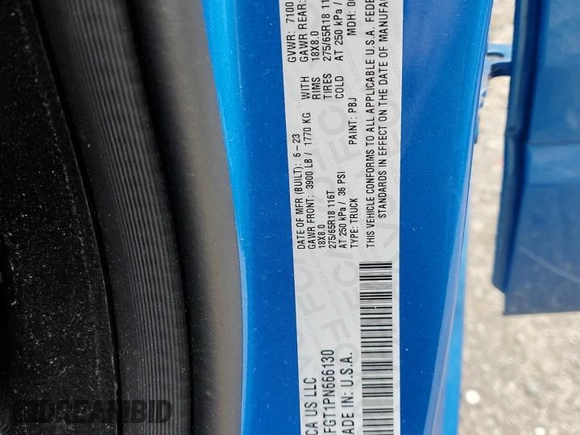 GVWR: 7100
DATE OF MFR (BUILT): 6-23 GAWR REAR:
GAWR FRONT: 3900 LB / 1770 KG WITH
18X8.0 RIMS 18X8.0
275/65R18 116T TIRES 275/65R18 11
AT 250 kPa / 36 PSI COLD AT 250 kPa /
TYPE: TRUCK PAINT: PBJ MDH: 0
THIS VEHICLE CONFORMS TO ALL APPLICABLE U.S.A. FEDE
STANDARDS IN EFFECT ON THE DATE OF MANUFA
CA US LLC
FGT1PN666130
MADE IN U.S.A.
IDREAMBID